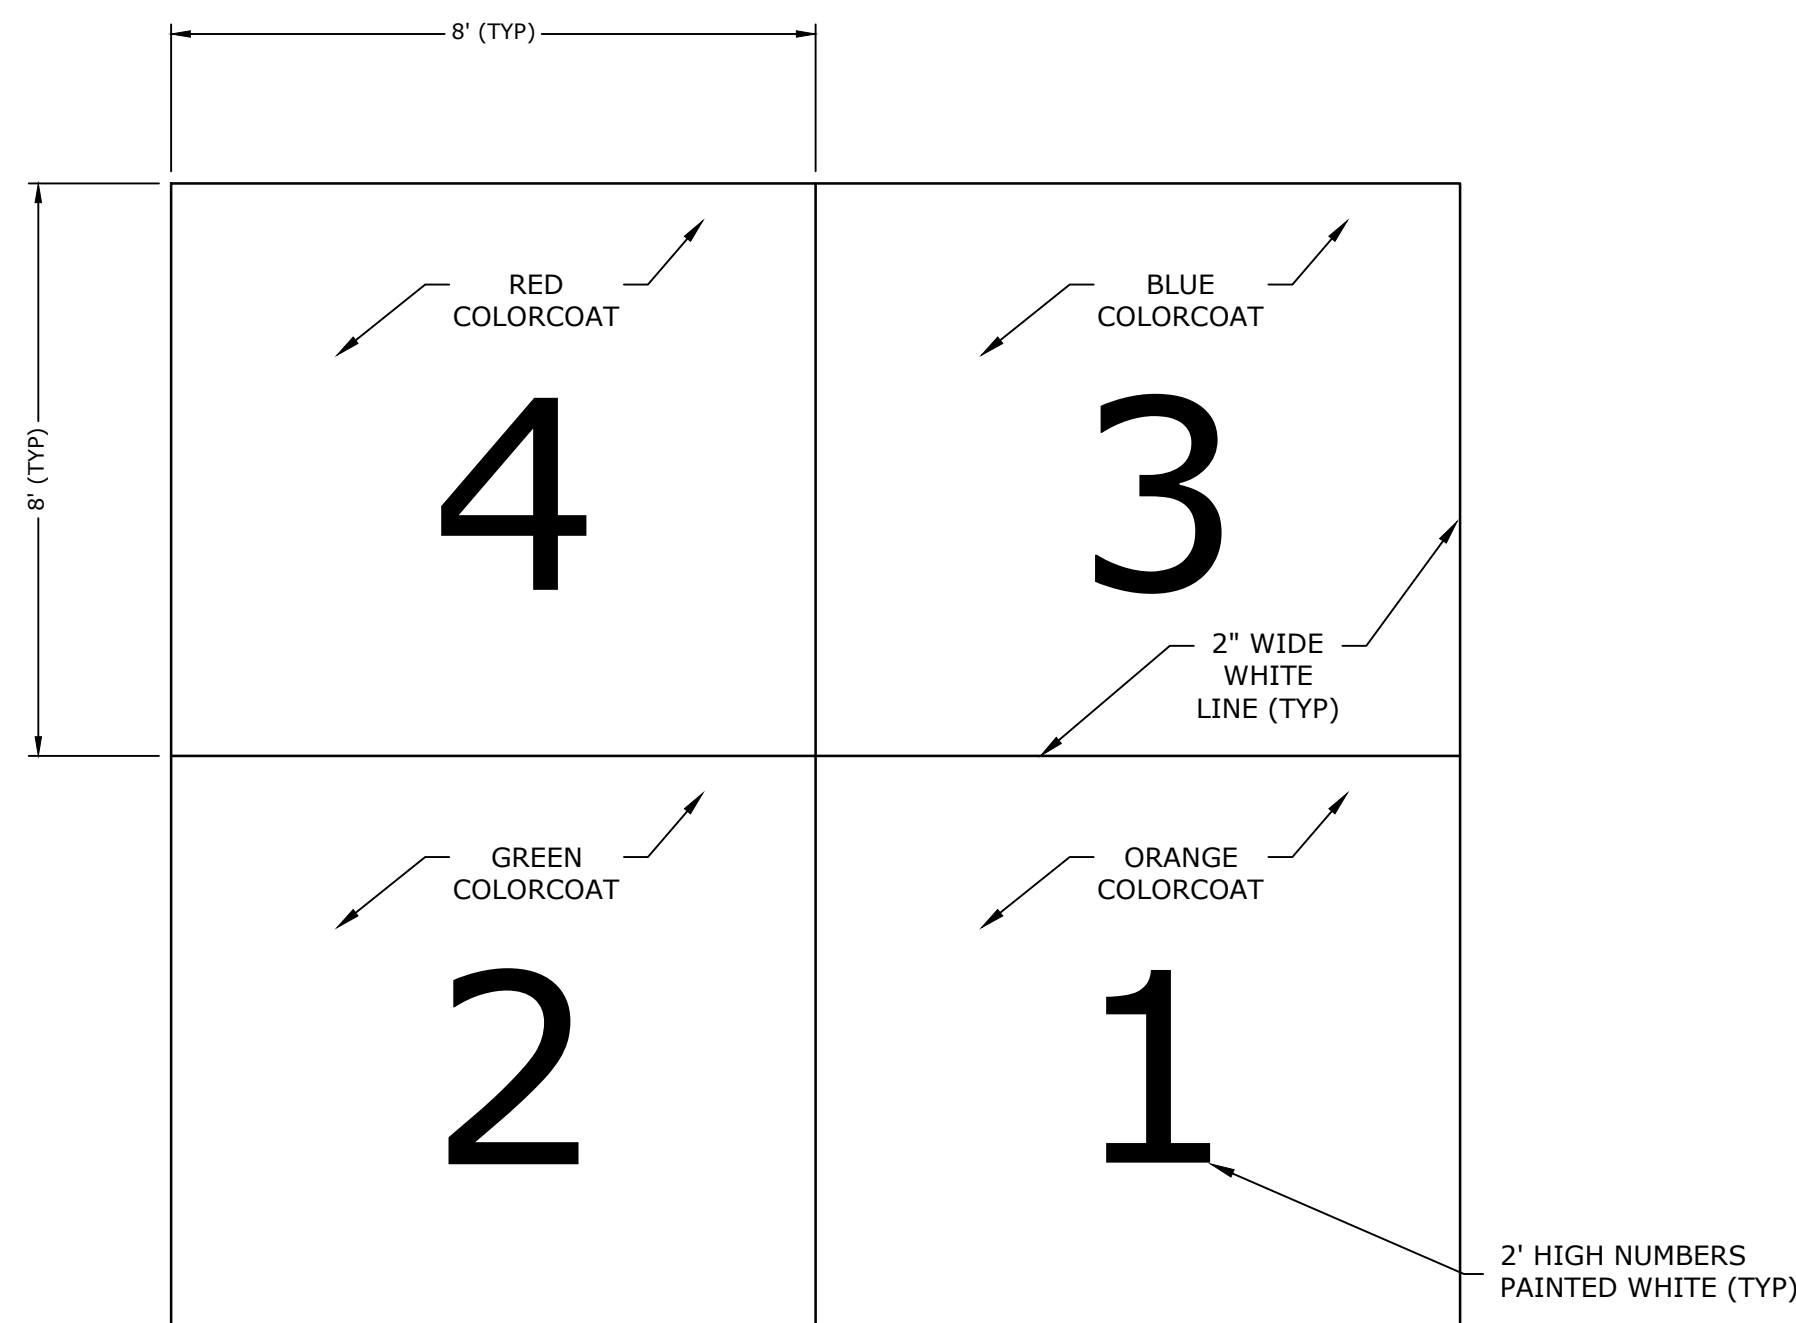 8' (TYP)
8' (TYP)
RED
COLORCOAT
BLUE
COLORCOAT
4
3
2" WIDE
WHITE
LINE (TYP)
GREEN
COLORCOAT
ORANGE
COLORCOAT
2
1
2' HIGH NUMBERS
PAINTED WHITE (TYP)